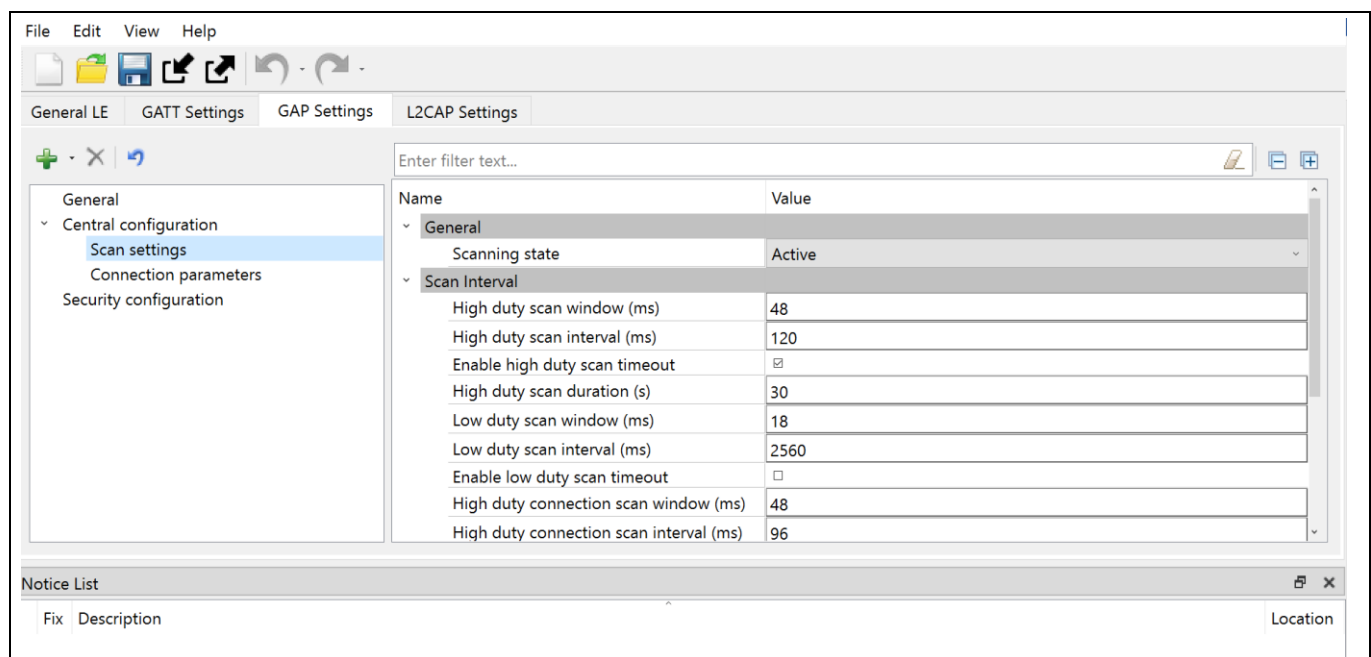 File Edit View Help
General LE GATT Settings GAP Settings L2CAP Settings
Enter filter text...
General
Central configuration
Scan settings
Connection parameters
Security configuration
Name Value
General
Scanning state Active
Scan Interval
High duty scan window (ms) 48
High duty scan interval (ms) 120
Enable high duty scan timeout
High duty scan duration (s) 30
Low duty scan window (ms) 18
Low duty scan interval (ms) 2560
Enable low duty scan timeout
High duty connection scan window (ms) 48
High duty connection scan interval (ms) 96
Notice List
Fix Description Location